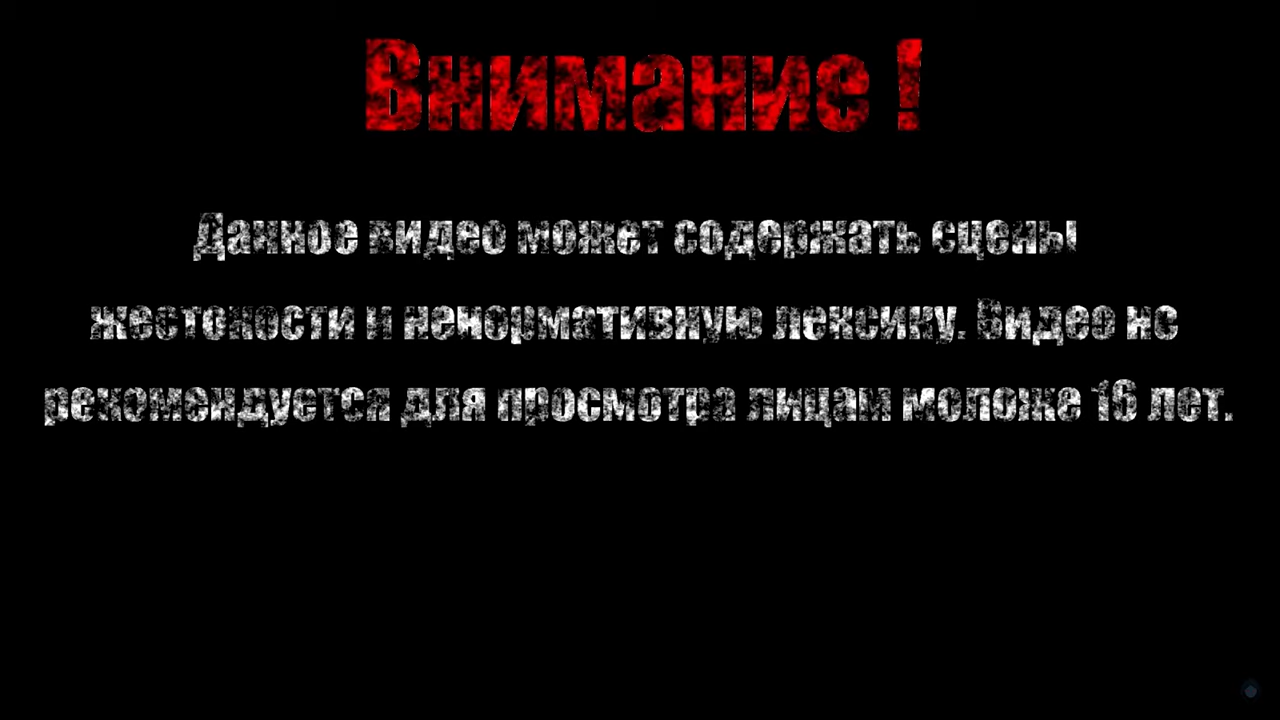 Внимание !
Данное видео может содержать сцены
жестокости и ненормативную лексику. Видео не
рекомендуется для просмотра лицам моложе 16 лет.